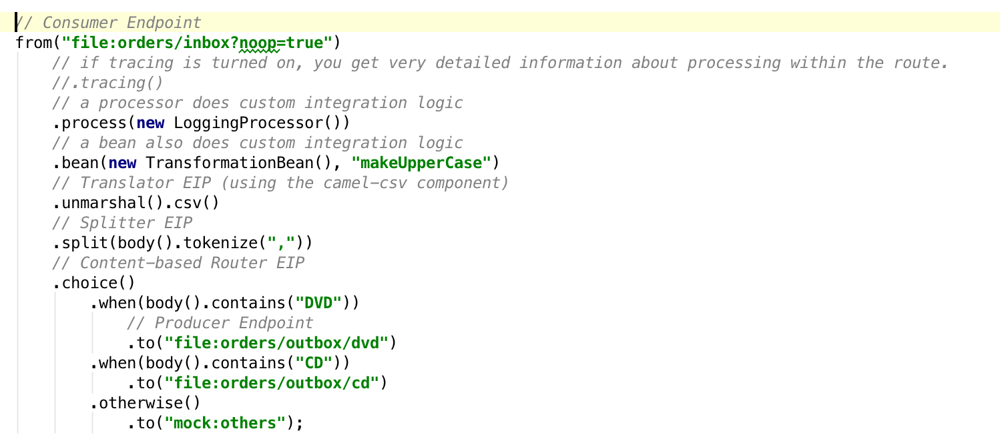 // Consumer Endpoint
from("file:orders/inbox?noop=true")
    // if tracing is turned on, you get very detailed information about processing within the route.
    //.tracing()
    // a processor does custom integration logic
    .process(new LoggingProcessor())
    // a bean also does custom integration logic
    .bean(new TransformationBean(), "makeUpperCase")
    // Translator EIP (using the camel-csv component)
    .unmarshal().csv()
    // Splitter EIP
    .split(body().tokenize(","))
    // Content-based Router EIP
    .choice()
        .when(body().contains("DVD"))
            // Producer Endpoint
            .to("file:orders/outbox/dvd")
        .when(body().contains("CD"))
            .to("file:orders/outbox/cd")
        .otherwise()
            .to("mock:others");